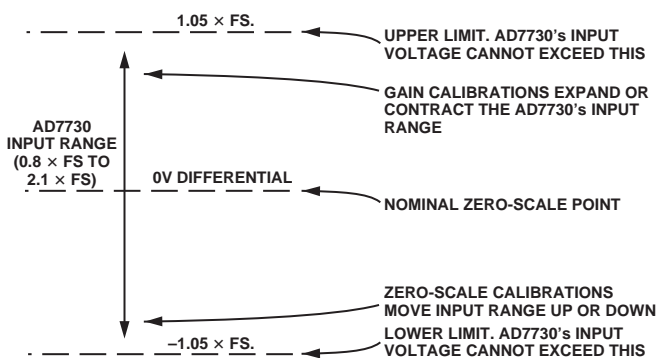 1.05 × FS.
UPPER LIMIT. AD7730's INPUT
VOLTAGE CANNOT EXCEED THIS
GAIN CALIBRATIONS EXPAND OR
CONTRACT THE AD7730's INPUT
RANGE
AD7730
INPUT RANGE
(0.8 × FS TO
2.1 × FS)
0V DIFFERENTIAL
NOMINAL ZERO-SCALE POINT
ZERO-SCALE CALIBRATIONS
MOVE INPUT RANGE UP OR DOWN
–1.05 × FS.
LOWER LIMIT. AD7730's INPUT
VOLTAGE CANNOT EXCEED THIS